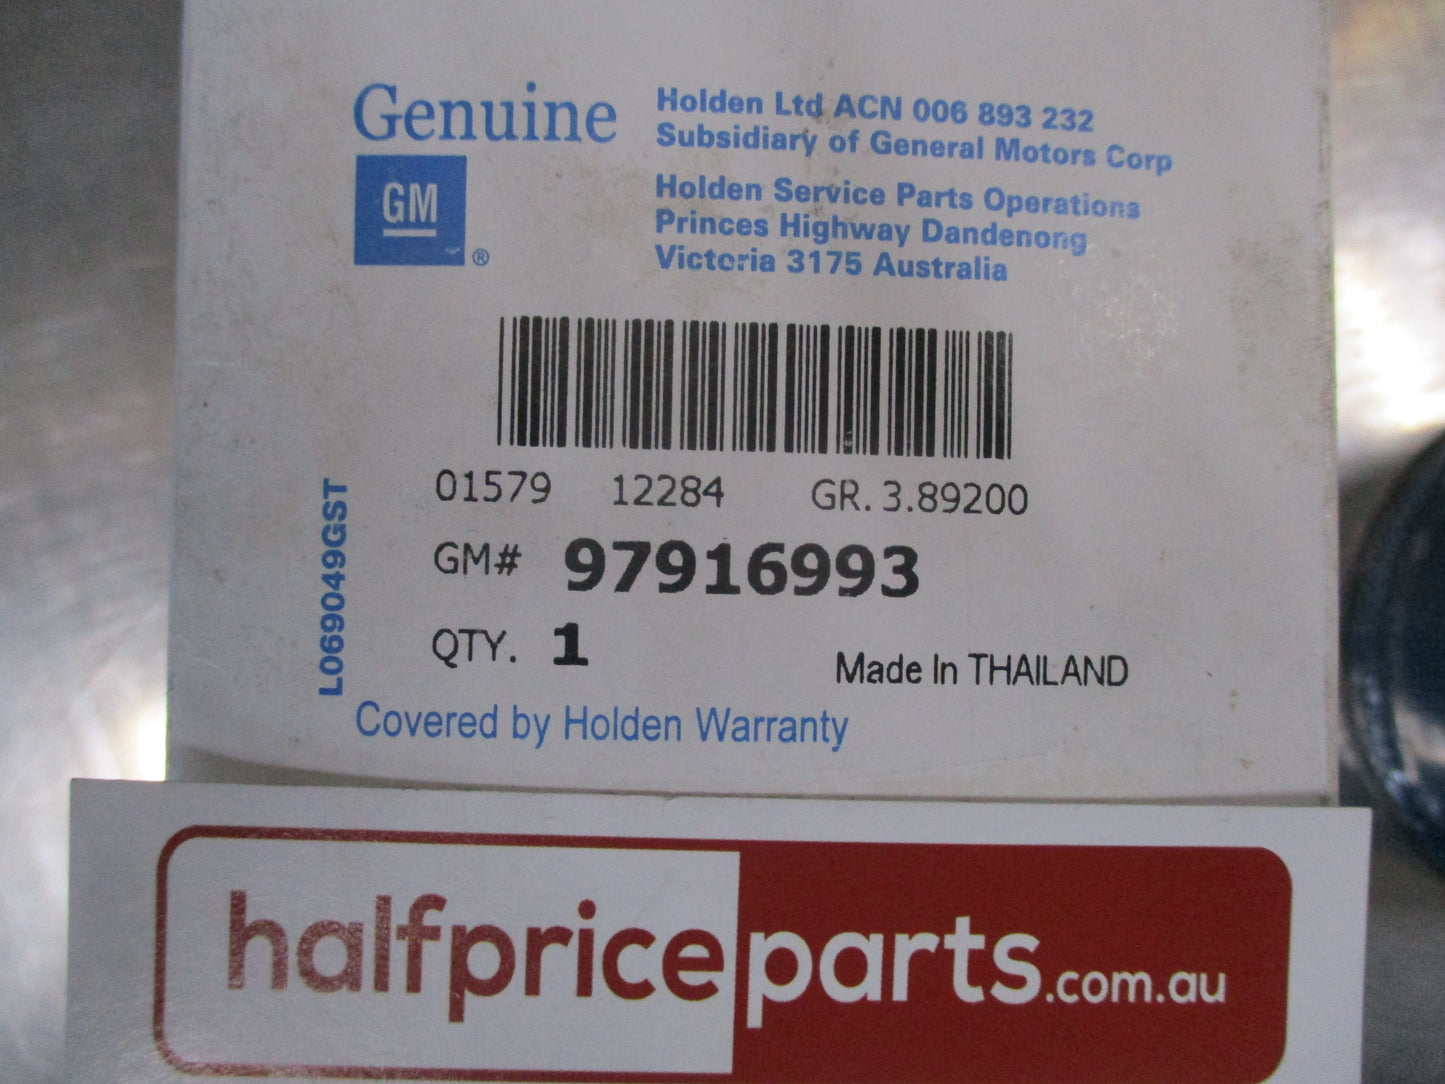 Genuine
GM
®
Holden Ltd ACN 006 893 232
Subsidiary of General Motors Corp
Holden Service Parts Operations
Princes Highway Dandenong
Victoria 3175 Australia
01579 12284 GR. 3.89200
GM# 97916993
QTY. 1
Made In THAILAND
L069049GST
Covered by Holden Warranty
halfpriceparts.com.au